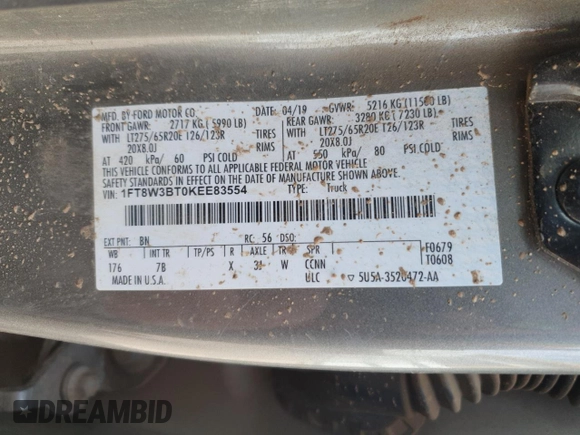 MFD. BY FORD MOTOR CO. DATE: 04/19 GVWR: 5216 KG (11500 LB)
FRONT GAWR: 2717 KG (5990 LB) REAR GAWR: 3280 KG (7230 LB)
WITH LT275/65R20E 126/123R TIRES WITH LT275/65R20E 126/123R TIRES
20X8.0J RIMS 20X8.0J RIMS
AT 420 kPa/ 60 PSI COLD AT 550 kPa/ 80 PSI COLD
THIS VEHICLE CONFORMS TO ALL APPLICABLE FEDERAL MOTOR VEHICLE
SAFETY STANDARDS IN EFFECT ON THE DATE OF MANUFACTURE SHOWN ABOVE.
VIN: 1FT8W3BT0KEE83554 TYPE: Truck
EXT PNT: BN RC: 56 DSO: F0679
WB INT TR TP/PS R AXLE TR SPR T0608
176 7B X W CCNN
MADE IN U.S.A. ULC 5U5A-3520472-AA
DREAMBID